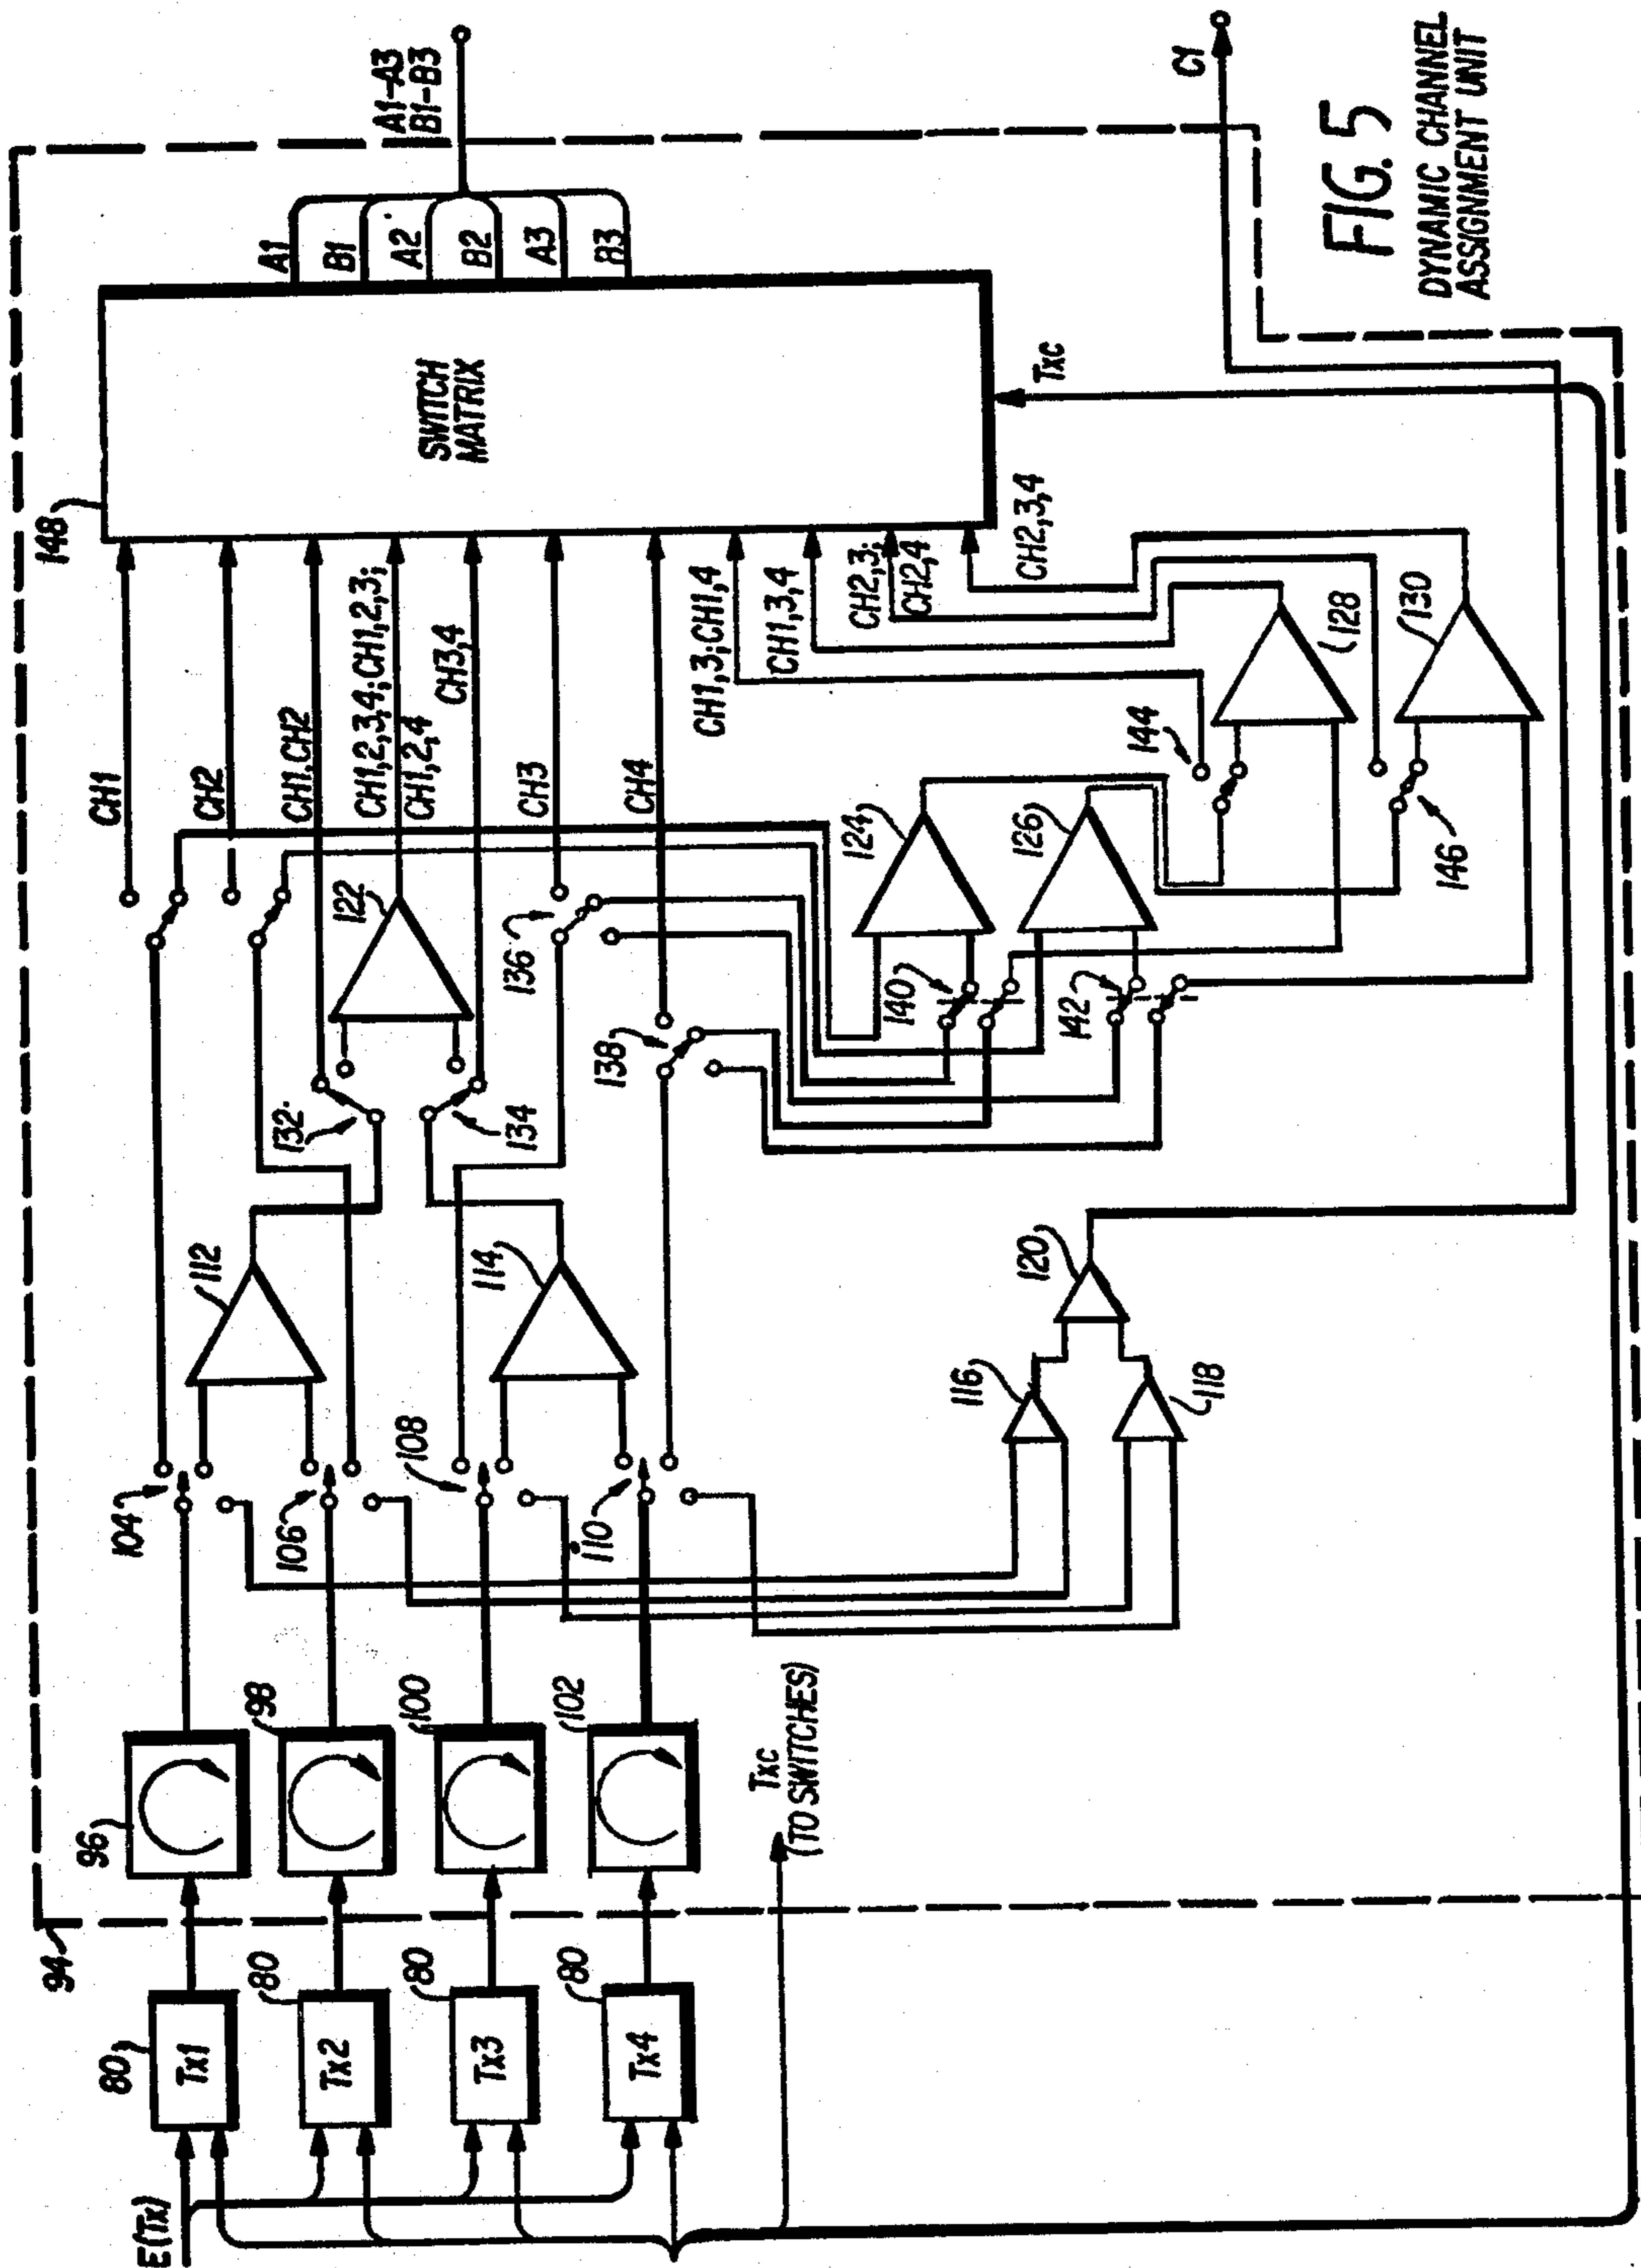 94
E(Tx)
80
Tx1
80
Tx2
80
Tx3
80
Tx4
96
98
100
102
Txc
(TO SWITCHES)
104
106
108
110
112
114
116
118
120
132
134
122
136
138
CH1
CH2
CH1,CH2
CH1,2,3,4;CH1,2,3;
CH1,2,4
CH3,4
CH3
CH4
CH1,3;CH1,4
CH1,3,4
CH2,3;
CH2,4
CH2,3,4
140
142
124
126
144
146
128
130
148
SWITCH
MATRIX
Txc
A1
B1
A2
B2
A3
B3
A1-A3
B1-B3
C1
FIG. 5
DYNAMIC CHANNEL
ASSIGNMENT UNIT